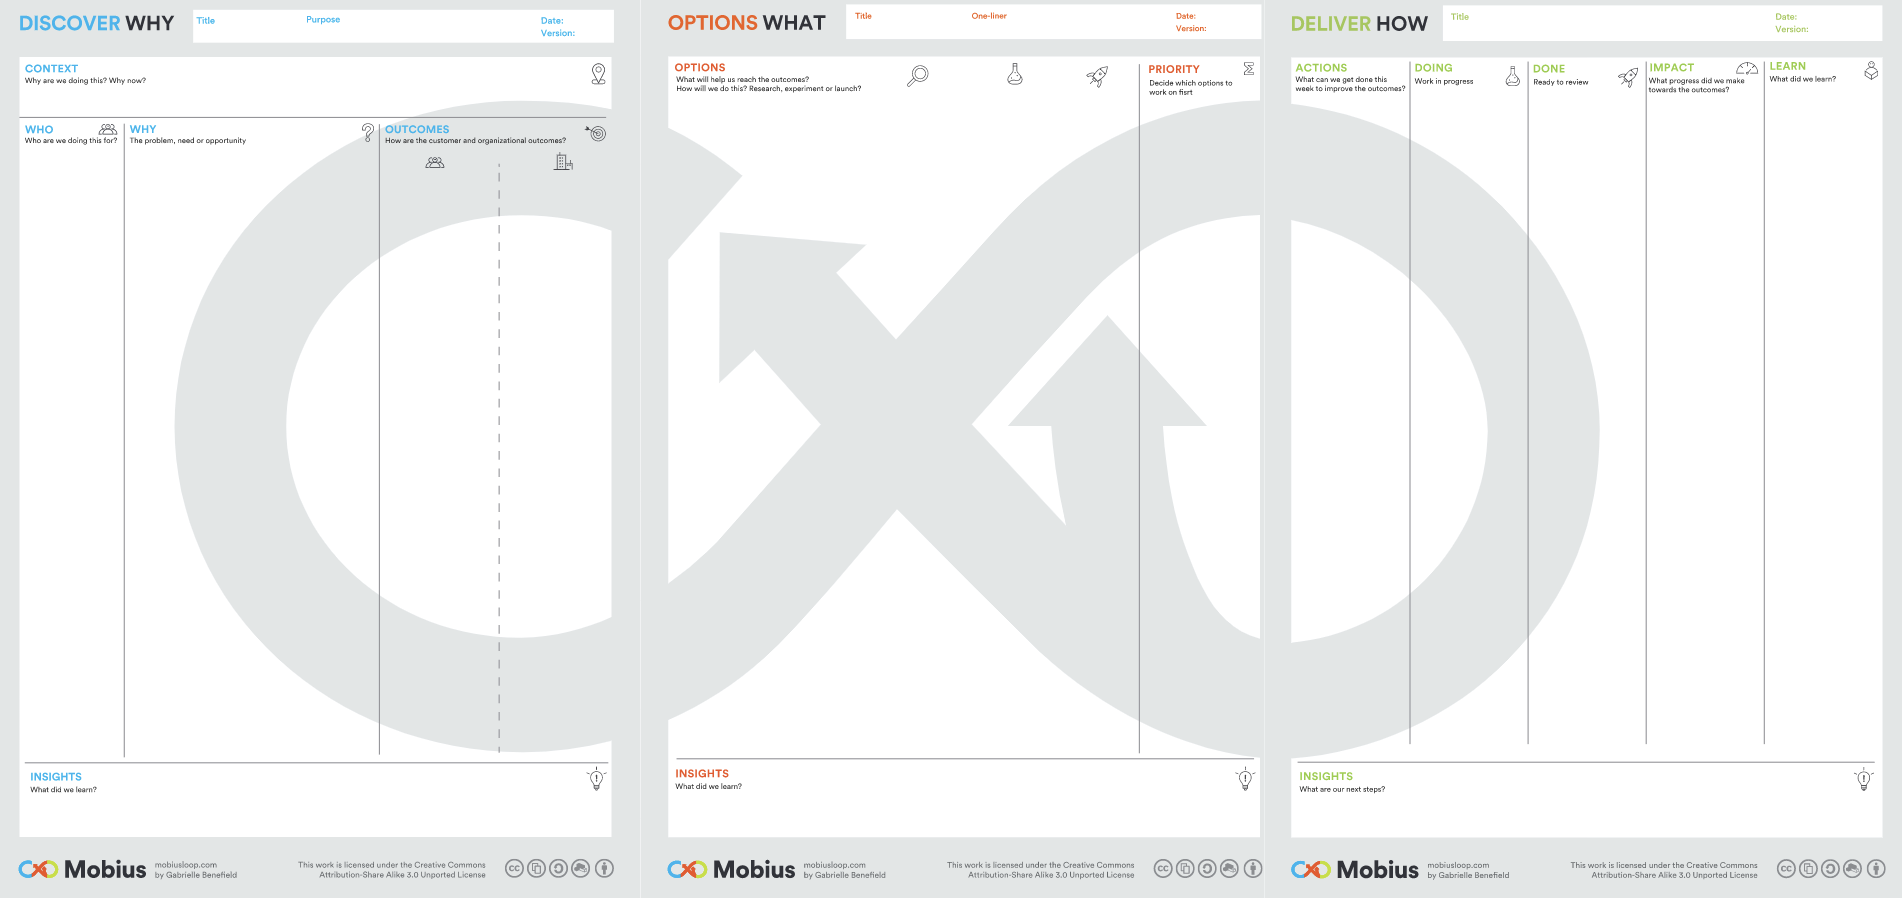 DISCOVER WHY
Title
Purpose
Date:
Version:
CONTEXT
Why are we doing this? Why now?
WHO
Who are we doing this for?
WHY
The problem, need or opportunity
OUTCOMES
How are the customer and organizational outcomes?
INSIGHTS
What did we learn?
Mobius
mobiusloop.com
by Gabrielle Benefield
This work is licensed under the Creative Commons
Attribution-Share Alike 3.0 Unported License
cc
OPTIONS WHAT
Title
One-liner
Date:
Version:
OPTIONS
What will help us reach the outcomes?
How will we do this? Research, experiment or launch?
PRIORITY
Decide which options to
work on fisrt
INSIGHTS
What did we learn?
Mobius
mobiusloop.com
by Gabrielle Benefield
This work is licensed under the Creative Commons
Attribution-Share Alike 3.0 Unported License
cc
DELIVER HOW
Title
Date:
Version:
ACTIONS
What can we get done this
week to improve the outcomes?
DOING
Work in progress
DONE
Ready to review
IMPACT
What progress did we make
towards the outcomes?
LEARN
What did we learn?
INSIGHTS
What are our next steps?
Mobius
mobiusloop.com
by Gabrielle Benefield
This work is licensed under the Creative Commons
Attribution-Share Alike 3.0 Unported License
cc